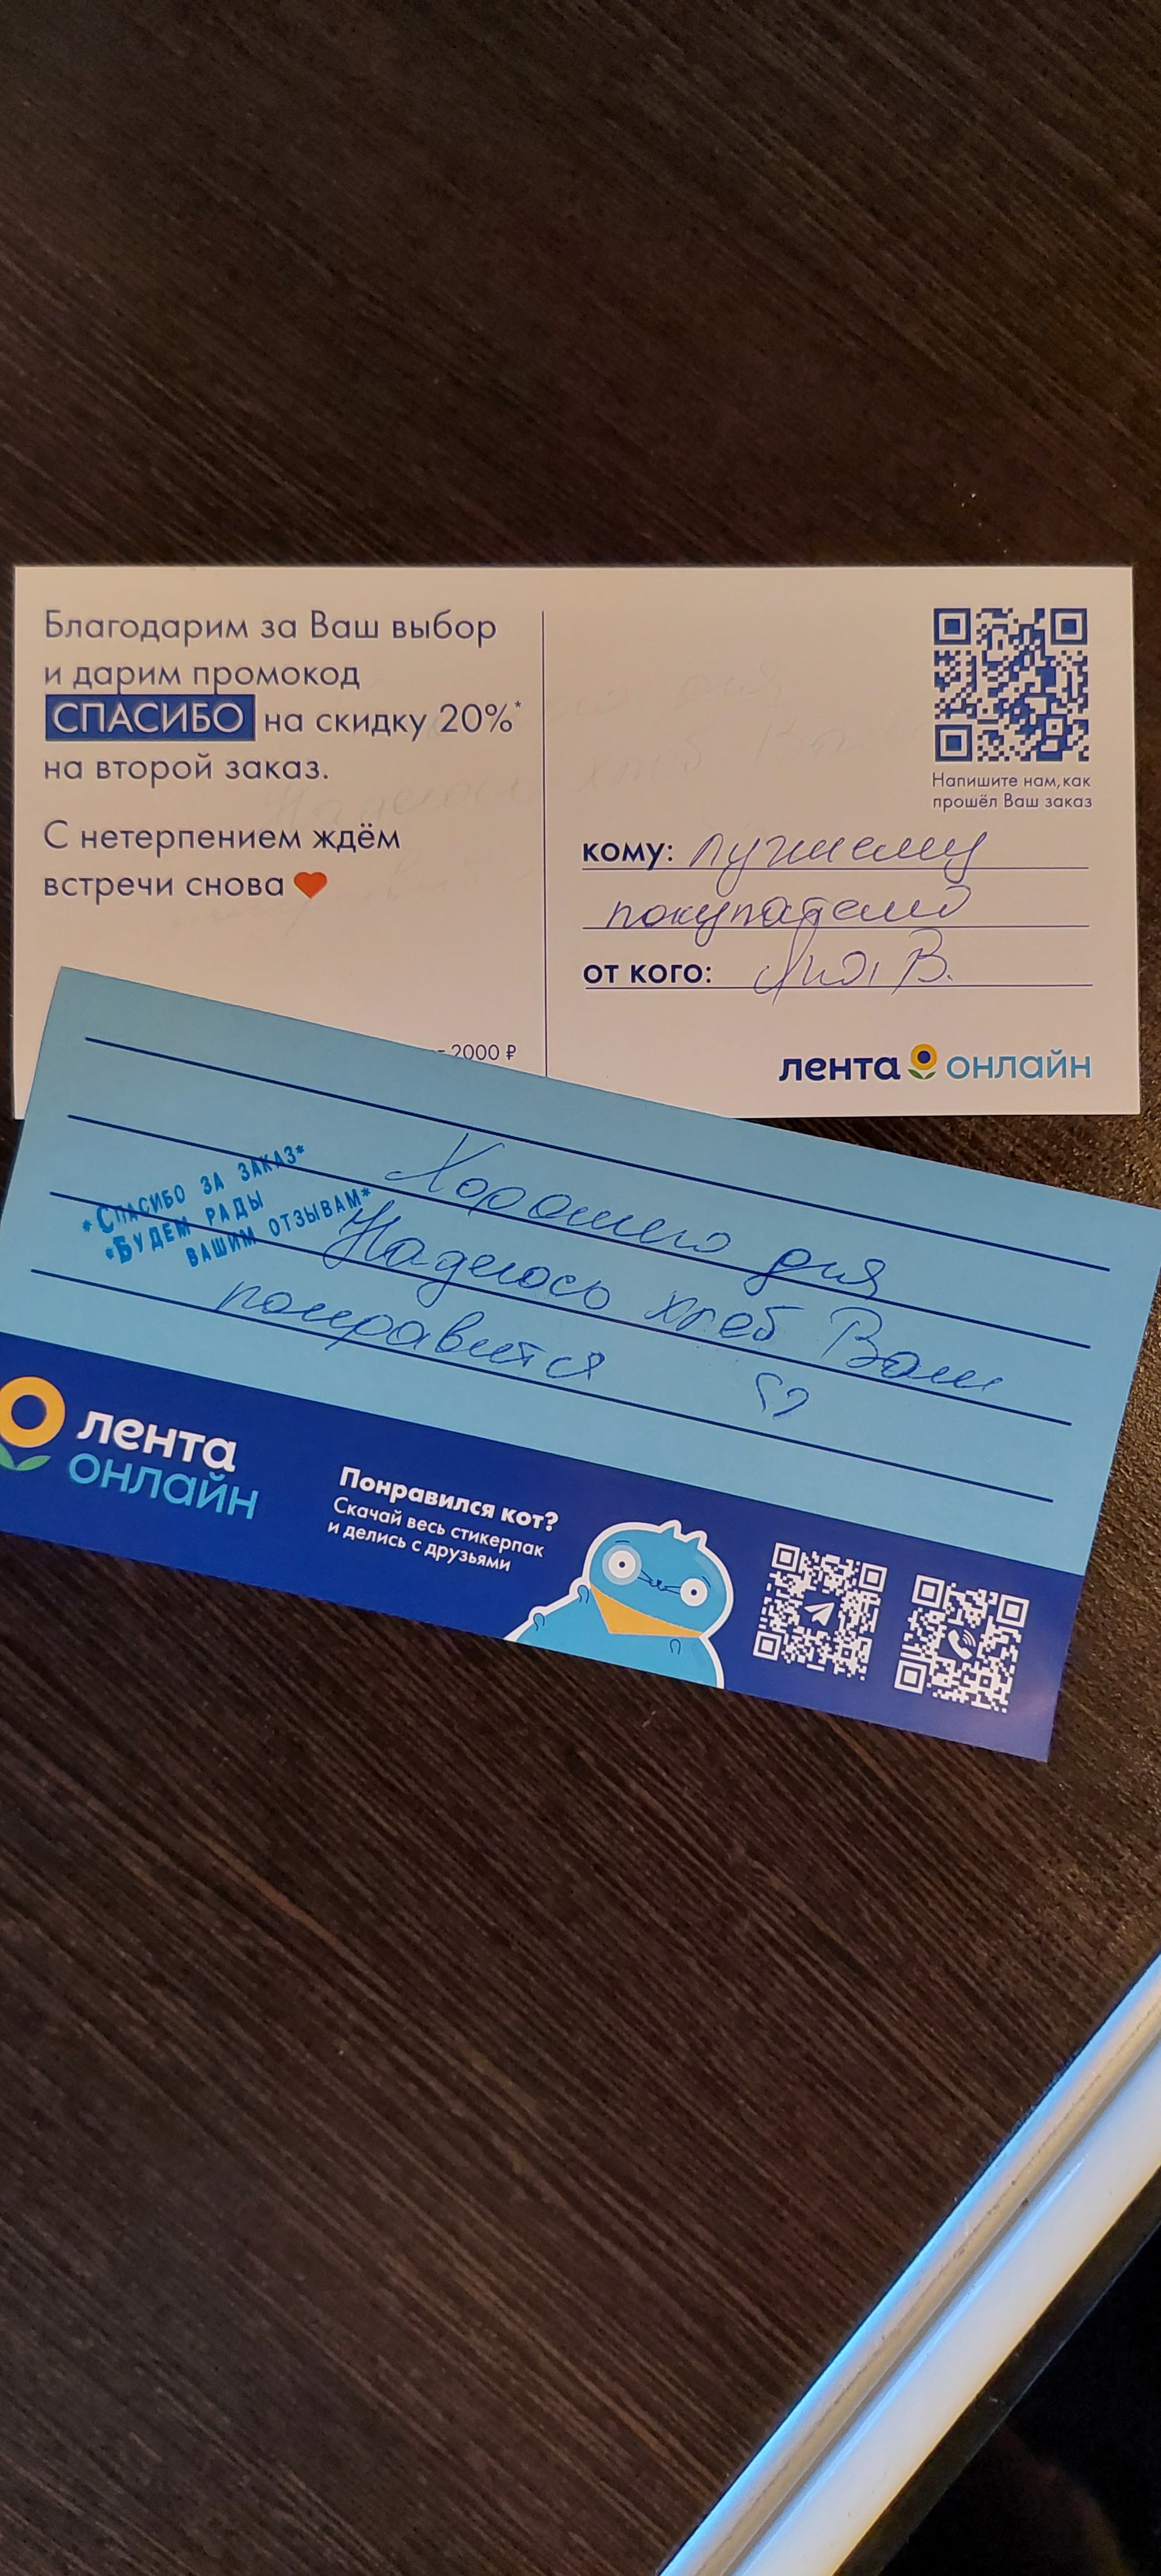 Благодарим за Ваш выбор
и дарим промокод
СПАСИБО на скидку 20%*
на второй заказ.
С нетерпением ждём
встречи снова
2000 ₽
Напишите нам, как
прошёл Ваш заказ
кому: лучшему
покупателю
от кого: В.
лента онлайн
*Спасибо за заказ*
*Будем рады
вашим отзывам*
Хорошего дня
Надеюсь хлеб Вам
понравится
лента
онлайн
Понравился кот?
Скачай весь стикерпак
и делись с друзьями